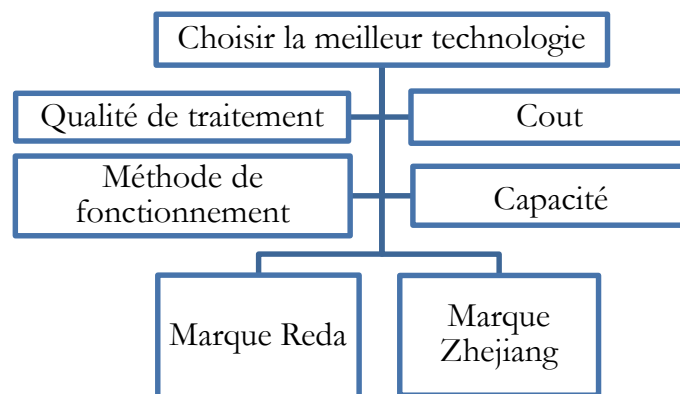 Choisir la meilleur technologie
Qualité de traitement
Cout
Méthode de
fonctionnement
Capacité
Marque Reda
Marque
Zhejiang